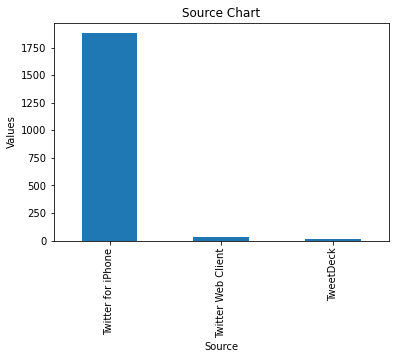 Source Chart
Values
1750
1500
1250
1000
750
500
250
0
Twitter for iPhone
Twitter Web Client
TweetDeck
Source